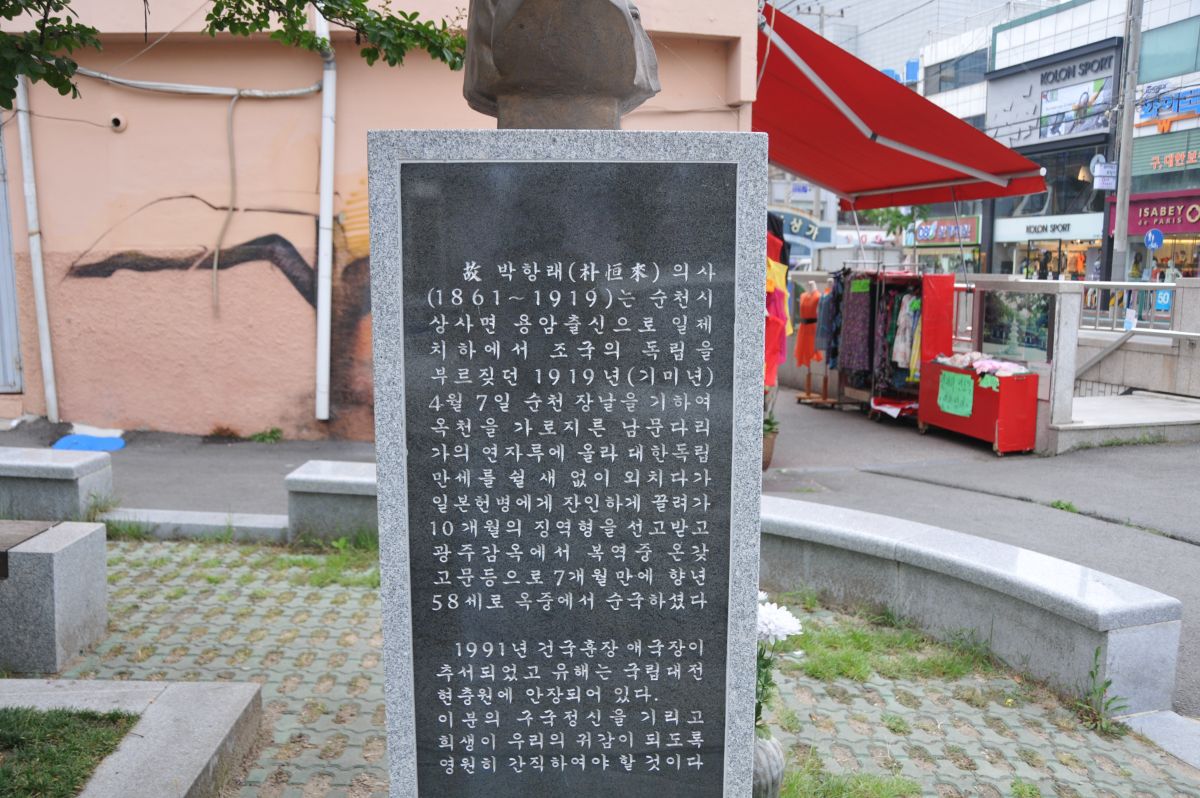 故 박항래(朴恒來) 의사
(1861~1919)는 순천시
상사면 용암출신으로 일제
치하에서 조국의 독립을
부르짖던 1919년(기미년)
4월 7일 순천 장날을 기하여
옥천을 가로지른 남문다리
가의 연자루에 올라 대한독립
만세를 쉴 새 없이 외치다가
일본헌병에게 잔인하게 끌려가
10개월의 징역형을 선고받고
광주감옥에서 복역중 온갖
고문등으로 7개월만에 향년
58세로 옥중에서 순국하셨다
1991년 건국훈장 애국장이
추서되었고 유해는 국립대전
현충원에 안장되어 있다.
이분의 구국정신을 기리고
희생이 우리의 귀감이 되도록
영원히 간직하여야 할 것이다
KOLON SPORT
KOLON SPORT
ISABEY
de PARIS
50